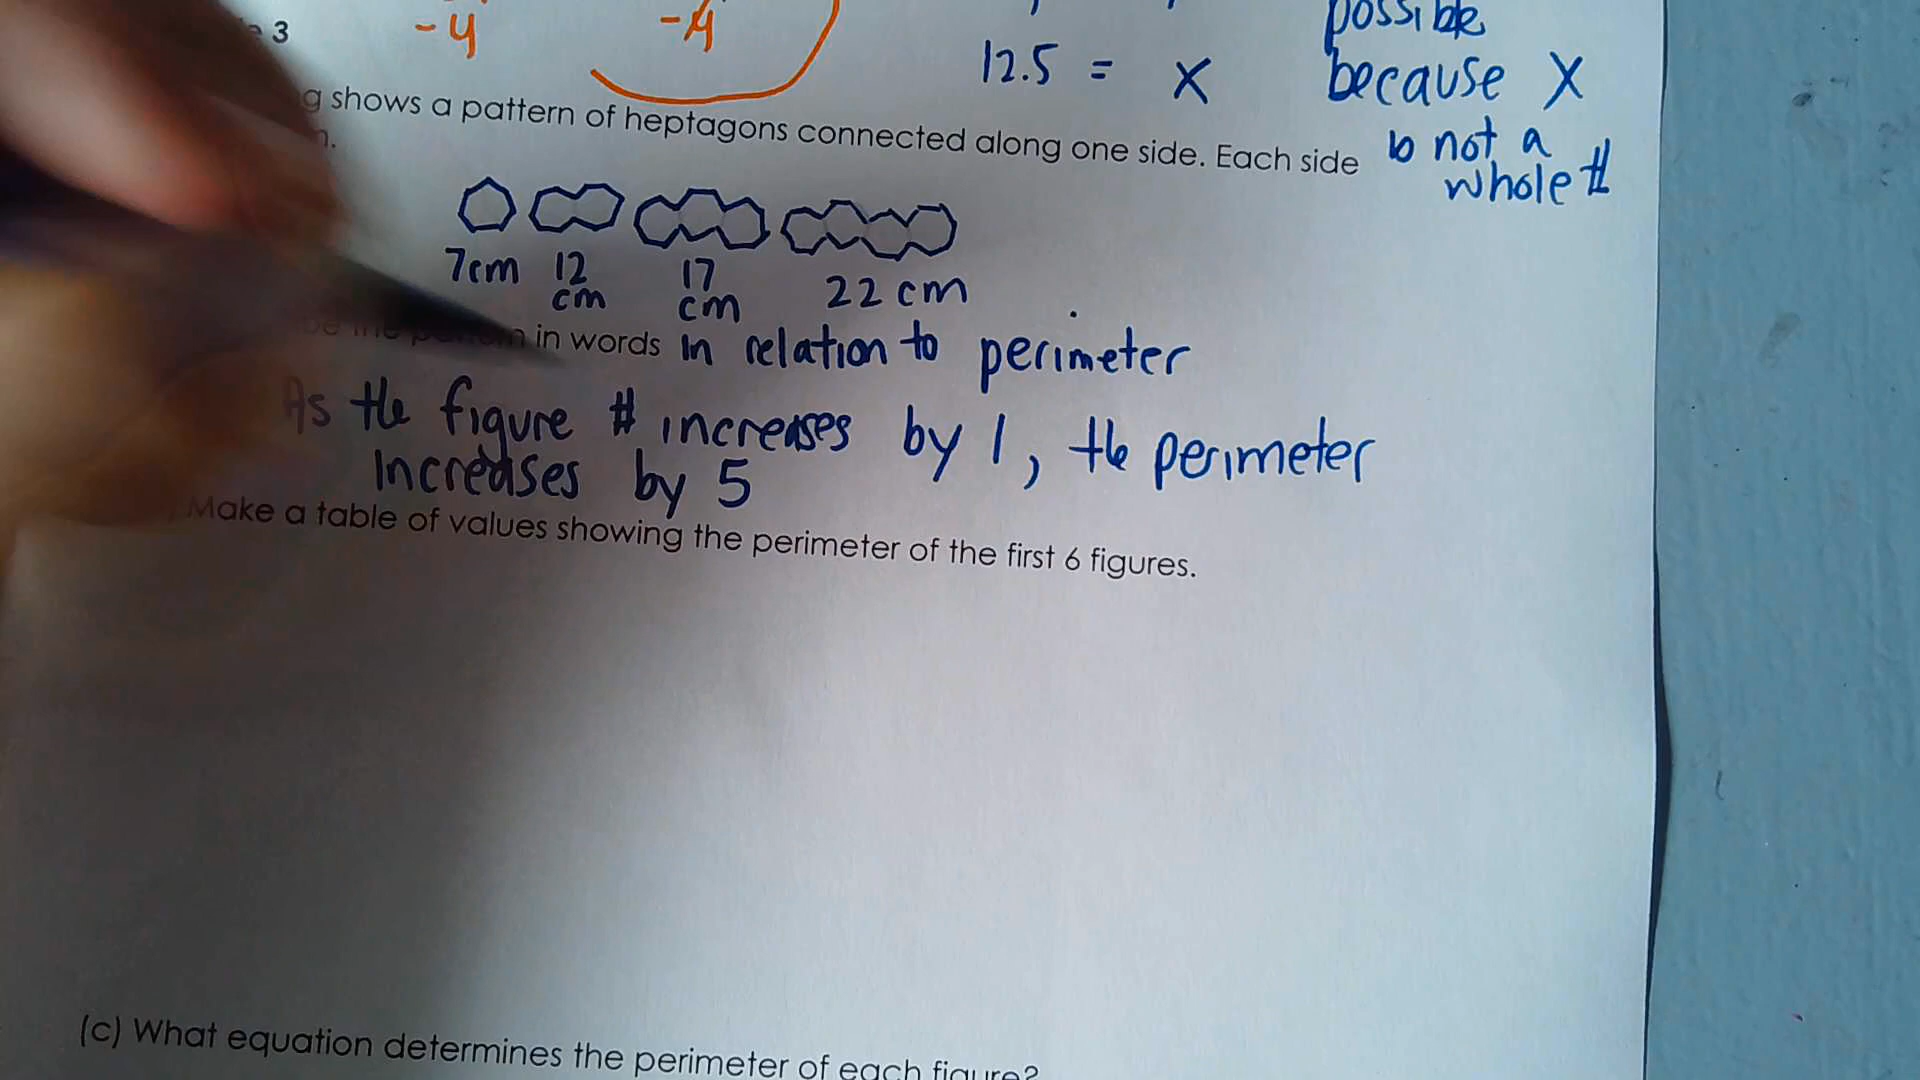 3
-4
-4
12.5 = x
possible
because x
is not a
whole #
g shows a pattern of heptagons connected along one side. Each side
7cm 12 cm 17 cm 22 cm
in words in relation to perimeter
As the figure # increases by 1, the perimeter
increases by 5
Make a table of values showing the perimeter of the first 6 figures.
(c) What equation determines the perimeter of each figure?